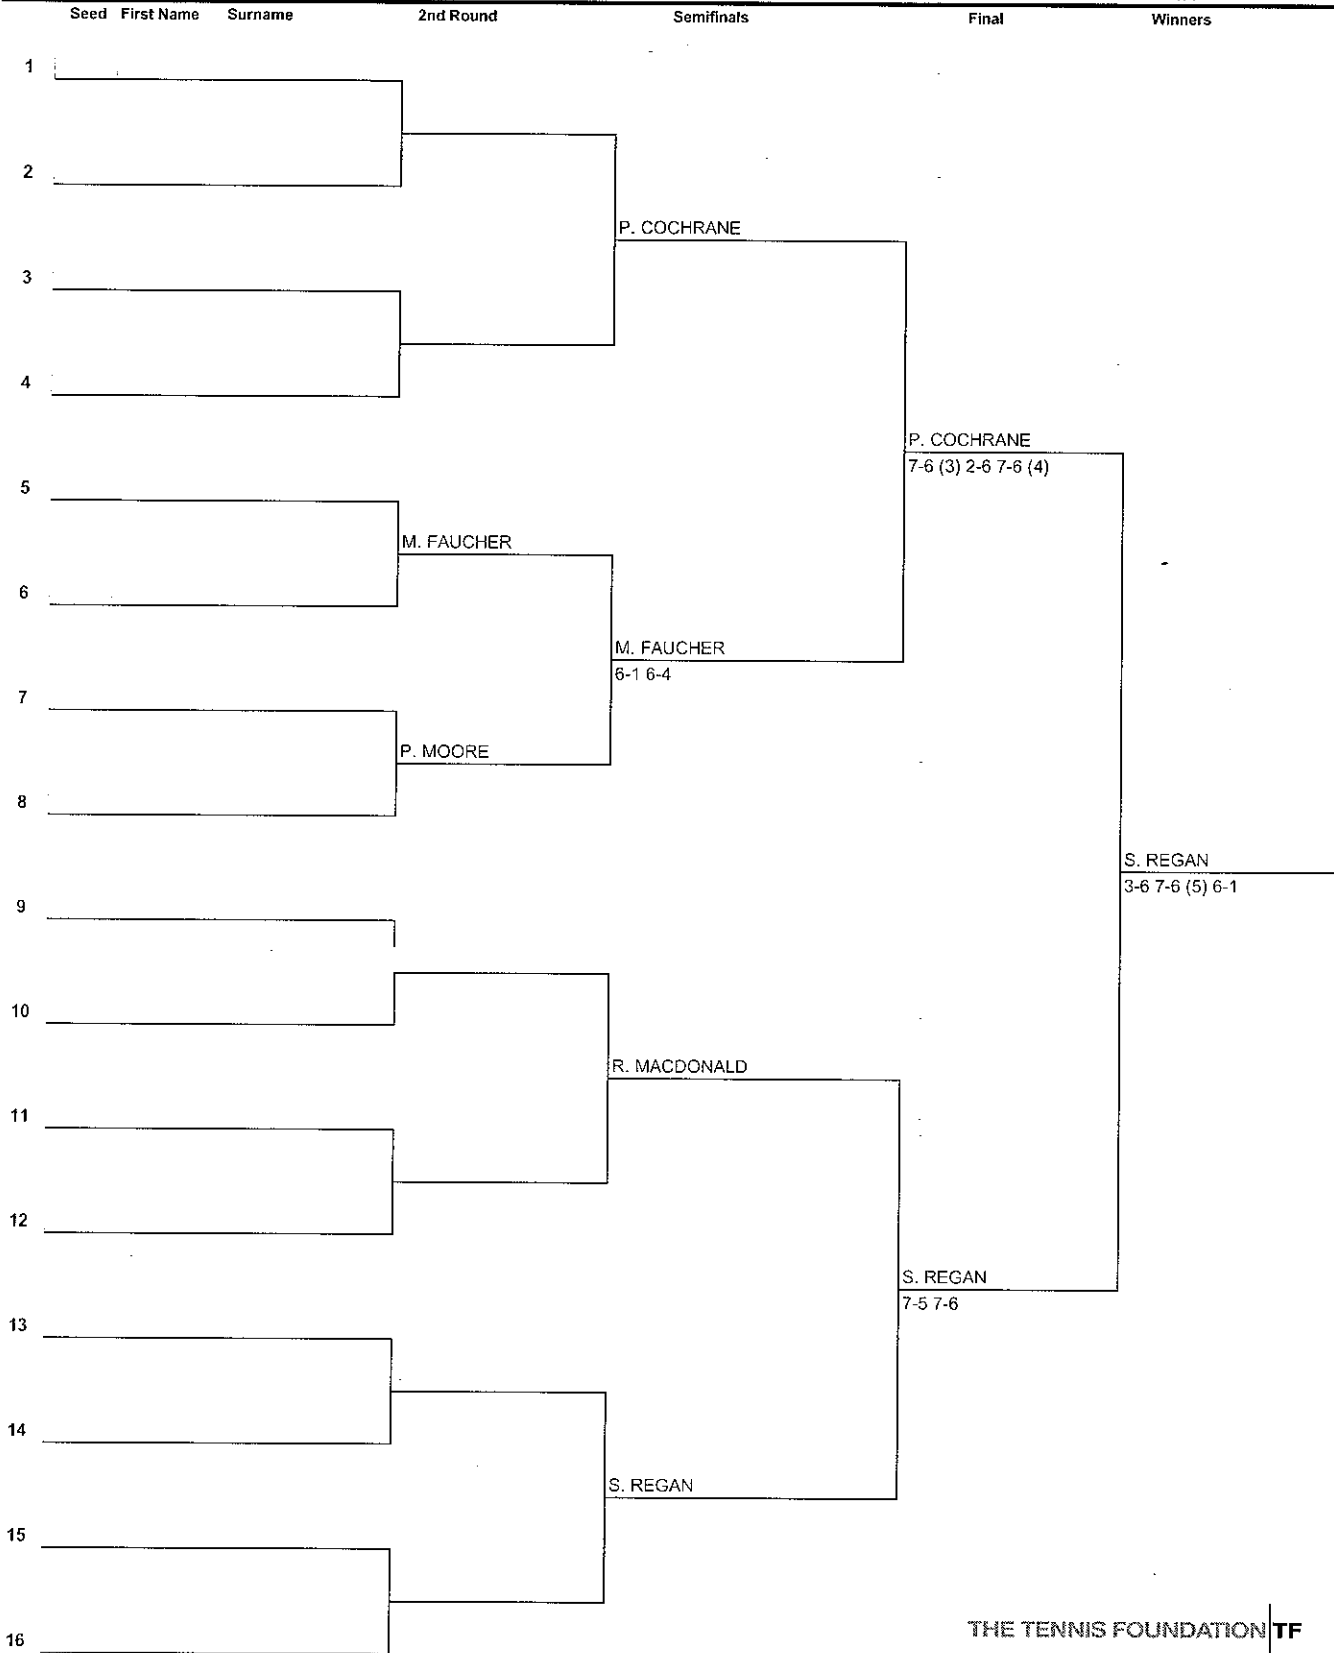 Seed First Name Surname 2nd Round Semifinals Final Winners
1
2
P. COCHRANE
3
4
P. COCHRANE
7-6 (3) 2-6 7-6 (4)
5
M. FAUCHER
6
M. FAUCHER
6-1 6-4
7
P. MOORE
8
S. REGAN
3-6 7-6 (5) 6-1
9
10
R. MACDONALD
11
12
S. REGAN
7-5 7-6
13
14
S. REGAN
15
16
THE TENNIS FOUNDATION TF